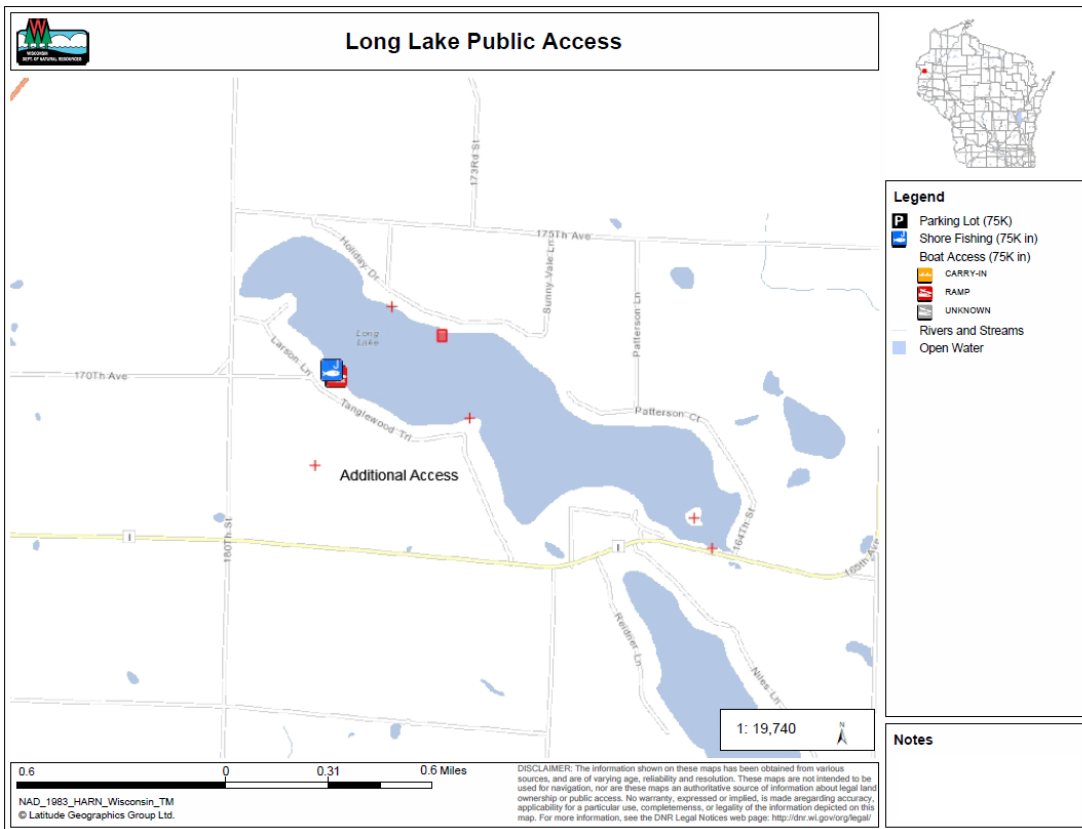 WISCONSIN
DEPT. OF NATURAL RESOURCES
Long Lake Public Access
173Rd St
175Th Ave
Holiday Dr
Sunny Vale Ln
Patterson Ln
Long
Lake
Larson Ln
170Th Ave
Tanglewood Trl
Patterson Ct
Additional Access
180Th St
I
I
164Th St
165th Ave
Reidner Ln
Niles Ln
1: 19,740
N
Legend
P Parking Lot (75K)
Shore Fishing (75K in)
Boat Access (75K in)
CARRY-IN
RAMP
UNKNOWN
Rivers and Streams
Open Water
Notes
0.6 0 0.31 0.6 Miles
NAD_1983_HARN_Wisconsin_TM
© Latitude Geographics Group Ltd.
DISCLAIMER: The information shown on these maps has been obtained from various
sources, and are of varying age, reliability and resolution. These maps are not intended to be
used for navigation, nor are these maps an authoritative source of information about legal land
ownership or public access. No warranty, expressed or implied, is made aregarding accuracy,
applicability for a particular use, completemenss, or legality of the information depicted on this
map. For more information, see the DNR Legal Notices web page: http://dnr.wi.gov/org/legal/